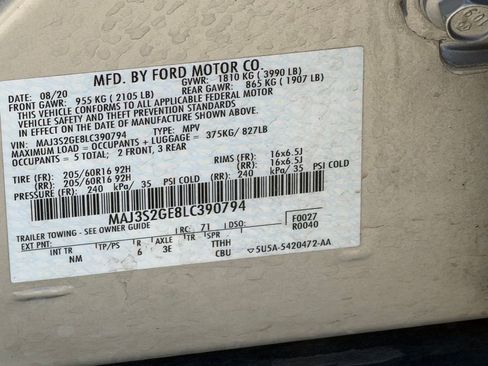 MFD. BY FORD MOTOR CO.
08/20 GVWR: 1810 KG ( 3990 LB)
FRONT GAWR: 955 KG ( 2105 LB) REAR GAWR: 865 KG ( 1907 LB)
THIS VEHICLE CONFORMS TO ALL APPLICABLE FEDERAL MOTOR
VEHICLE SAFETY AND THEFT PREVENTION STANDARDS
IN EFFECT ON THE DATE OF MANUFACTURE SHOWN ABOVE.
VIN: MAJ3S2GE8LC390794 TYPE: MPV
MAXIMUM LOAD = OCCUPANTS + LUGGAGE = 375KG/ 827LB
OCCUPANTS = 5 TOTAL; 2 FRONT, 3 REAR
TIRE (FR): 205/60R16 92H RIMS (FR): 16x6.5J
(RR): 205/60R16 92H (RR): 16x6.5J
PRESSURE (FR): 240 kPa/ 35 PSI COLD (RR): 240 kPa/ 35 PSI COLD
MAJ3S2GE8LC390794
TRAILER TOWING - SEE OWNER GUIDE RC: 71 DSO: F0027
EXT PNT: R0040
INT TR TP/PS R AXLE TR
NM 6 3E TTHH
CBU 5U5A-5420472-AA